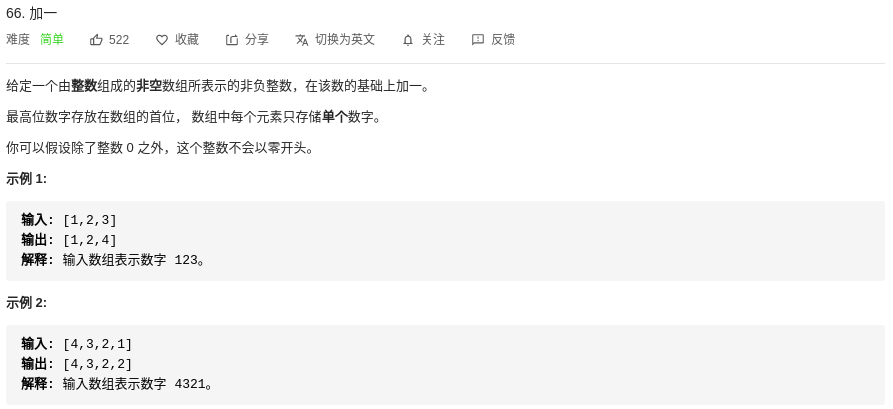 66. 加一
难度 简单 522 收藏 分享 切换为英文 关注 反馈
给定一个由整数组成的非空数组所表示的非负整数，在该数的基础上加一。
最高位数字存放在数组的首位， 数组中每个元素只存储单个数字。
你可以假设除了整数 0 之外，这个整数不会以零开头。
示例 1:
输入: [1,2,3]
输出: [1,2,4]
解释: 输入数组表示数字 123。
示例 2:
输入: [4,3,2,1]
输出: [4,3,2,2]
解释: 输入数组表示数字 4321。